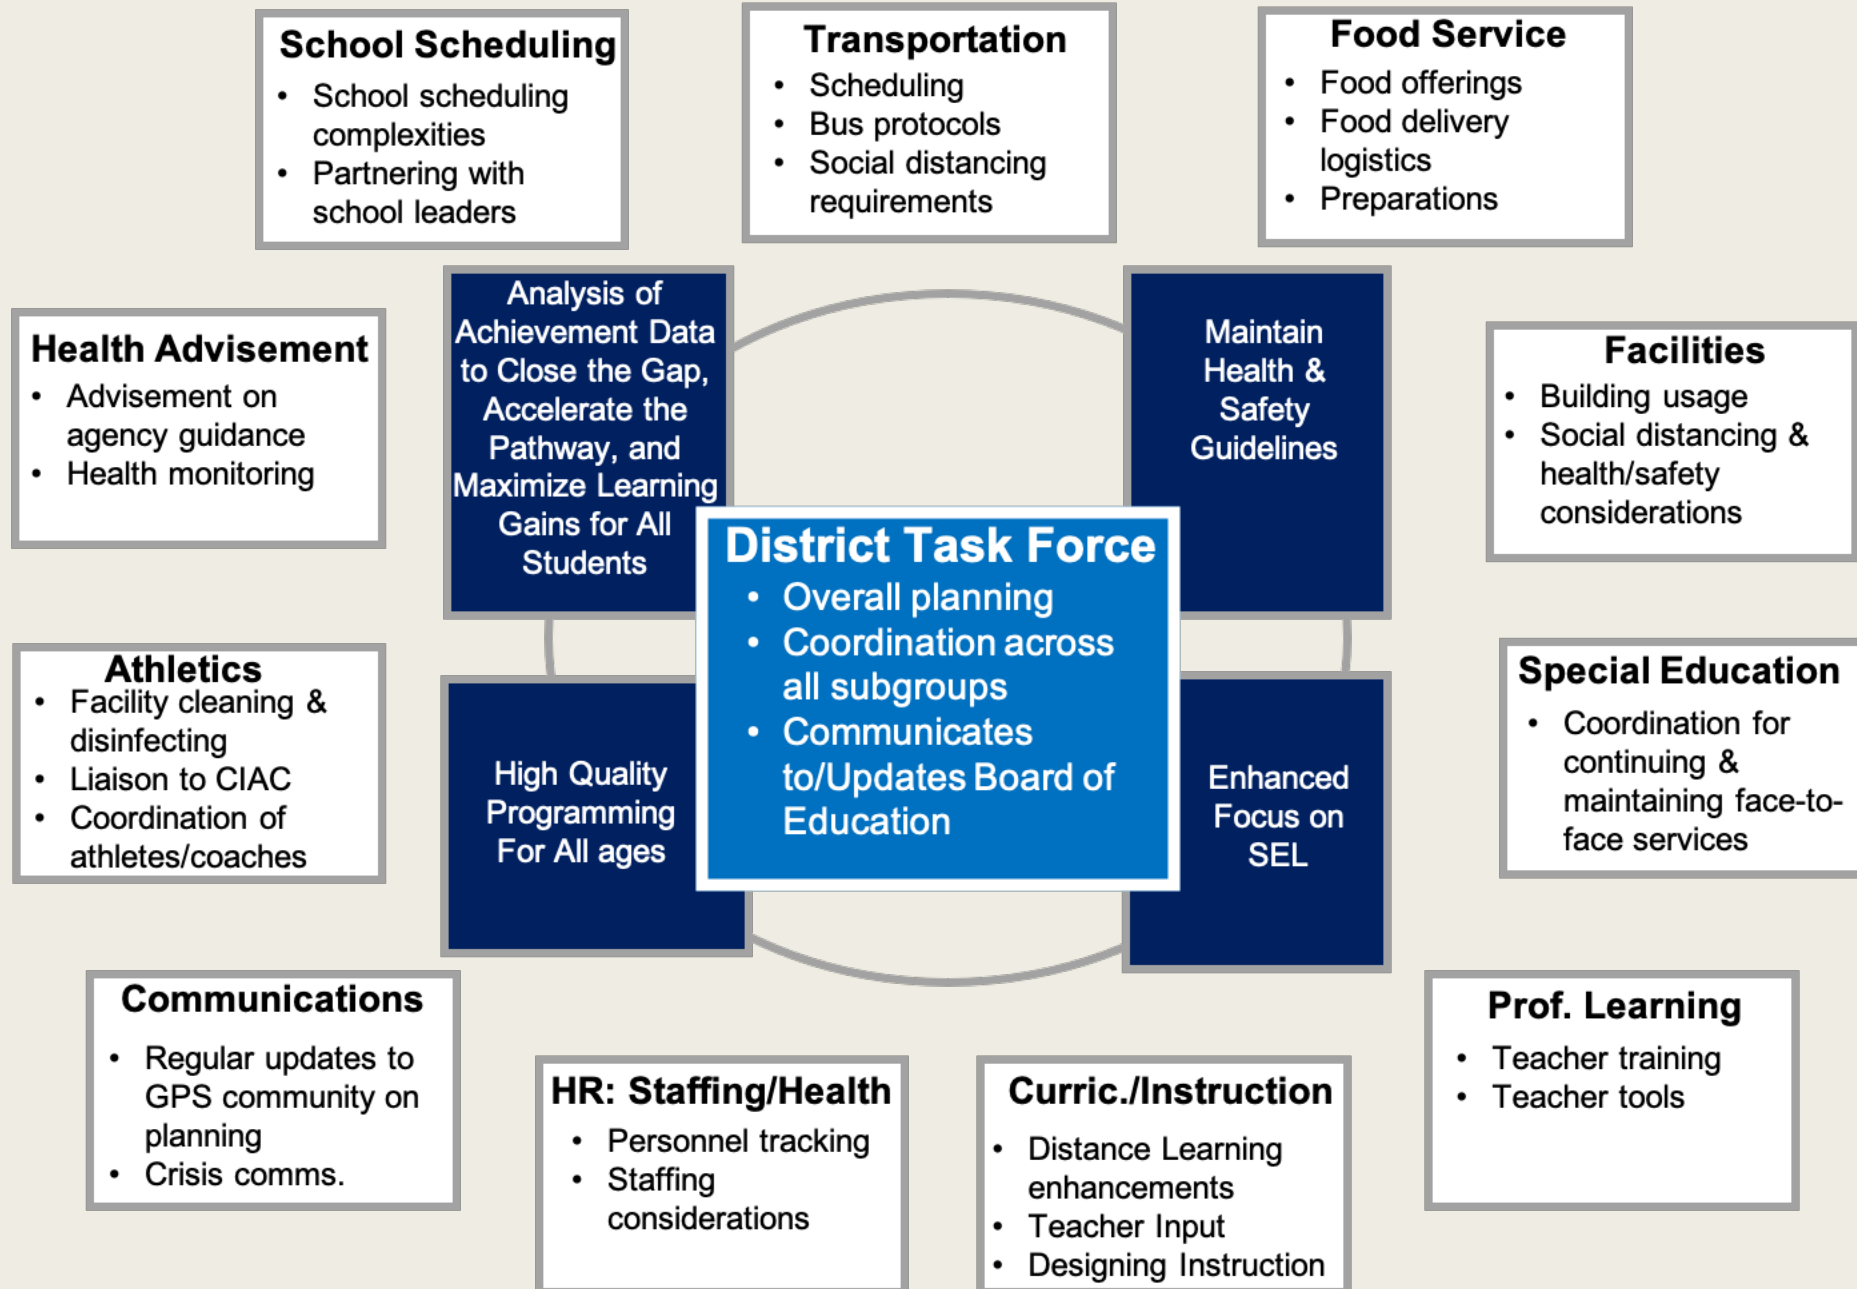 School Scheduling
• School scheduling
complexities
• Partnering with
school leaders
Transportation
• Scheduling
• Bus protocols
• Social distancing
requirements
Food Service
• Food offerings
• Food delivery
logistics
• Preparations
Health Advisement
• Advisement on
agency guidance
• Health monitoring
Analysis of
Achievement Data
to Close the Gap,
Accelerate the
Pathway, and
Maximize Learning
Gains for All
Students
Maintain
Health &
Safety
Guidelines
Facilities
• Building usage
• Social distancing &
health/safety
considerations
District Task Force
• Overall planning
• Coordination across
all subgroups
• Communicates
to/Updates Board of
Education
Athletics
• Facility cleaning &
disinfecting
• Liaison to CIAC
• Coordination of
athletes/coaches
High Quality
Programming
For All ages
Enhanced
Focus on
SEL
Special Education
• Coordination for
continuing &
maintaining face-to-
face services
Communications
• Regular updates to
GPS community on
planning
• Crisis comms.
HR: Staffing/Health
• Personnel tracking
• Staffing
considerations
Curric./Instruction
• Distance Learning
enhancements
• Teacher Input
• Designing Instruction
Prof. Learning
• Teacher training
• Teacher tools